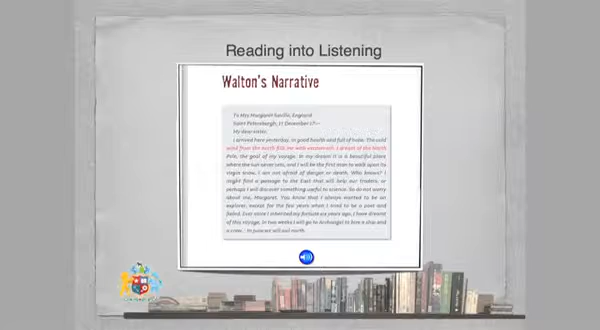 Reading into Listening
Walton's Narrative
To Mrs Margaret Saville, England
Saint Petersburgh, 11 December 17—
My dear sister,
I arrived here yesterday, in good health and full of hope. The cold
wind from the north fills me with excitement. I dream of the North
Pole, the goal of my voyage. In my dream it is a beautiful place
where the sun never sets, and I will be the first man to walk upon its
virgin snow. I am not afraid of danger or death. Who knows? I
might find a passage to the East that will help our traders, or
perhaps I will discover something useful to science. So do not worry
about me, Margaret. You know that I always wanted to be an
explorer, except for the few years when I tried to be a poet and
failed. Ever since I inherited my fortune six years ago, I have dreamt
of this voyage. In two weeks I will go to Archangel to hire a ship and
a crew. In June we will sail north.